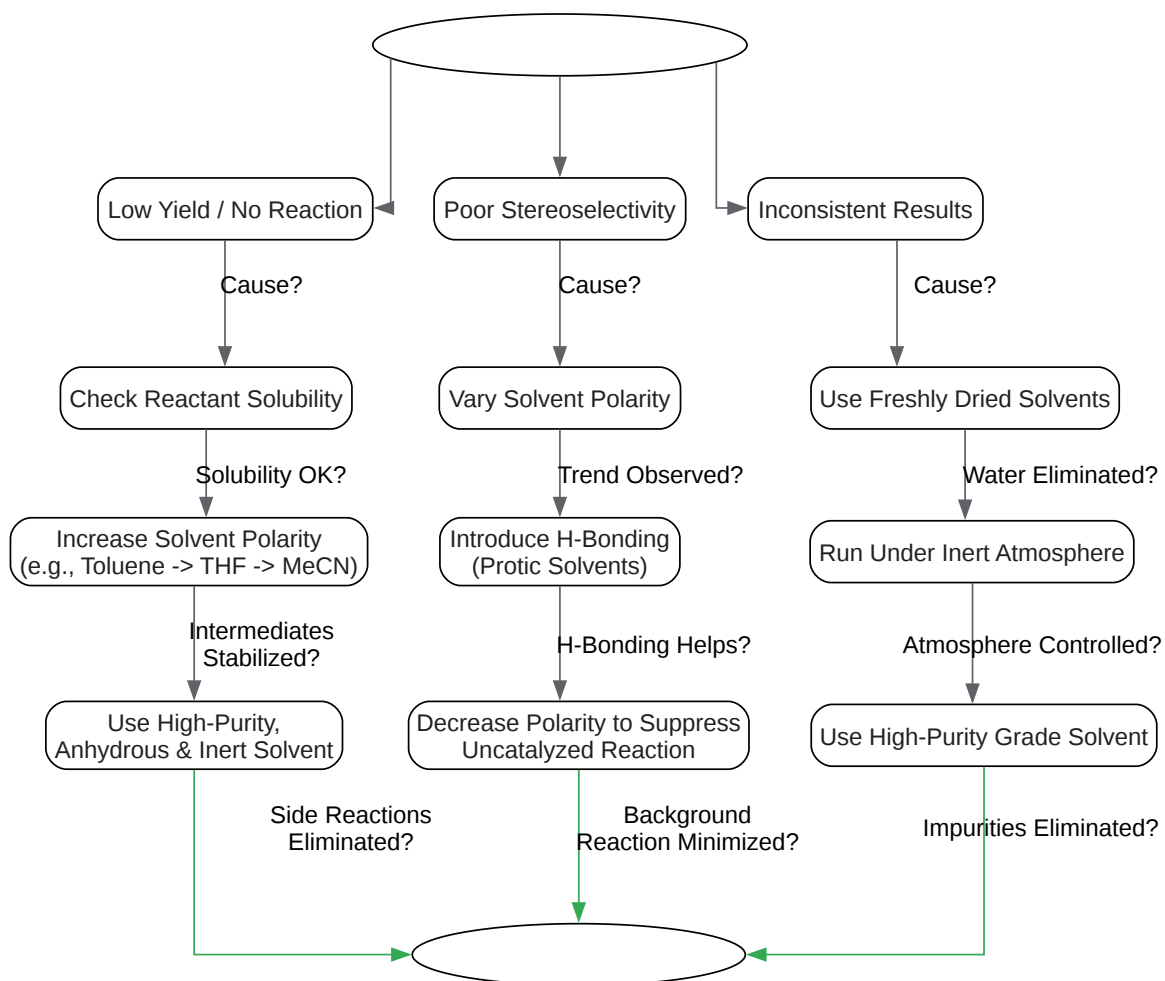 Low Yield / No Reaction
Poor Stereoselectivity
Inconsistent Results
Cause?
Cause?
Cause?
Check Reactant Solubility
Vary Solvent Polarity
Use Freshly Dried Solvents
Solubility OK?
Trend Observed?
Water Eliminated?
Increase Solvent Polarity
(e.g., Toluene -> THF -> MeCN)
Introduce H-Bonding
(Protic Solvents)
Run Under Inert Atmosphere
Intermediates
Stabilized?
H-Bonding Helps?
Atmosphere Controlled?
Use High-Purity,
Anhydrous & Inert Solvent
Decrease Polarity to Suppress
Uncatalyzed Reaction
Use High-Purity Grade Solvent
Side Reactions
Eliminated?
Background
Reaction Minimized?
Impurities Eliminated?